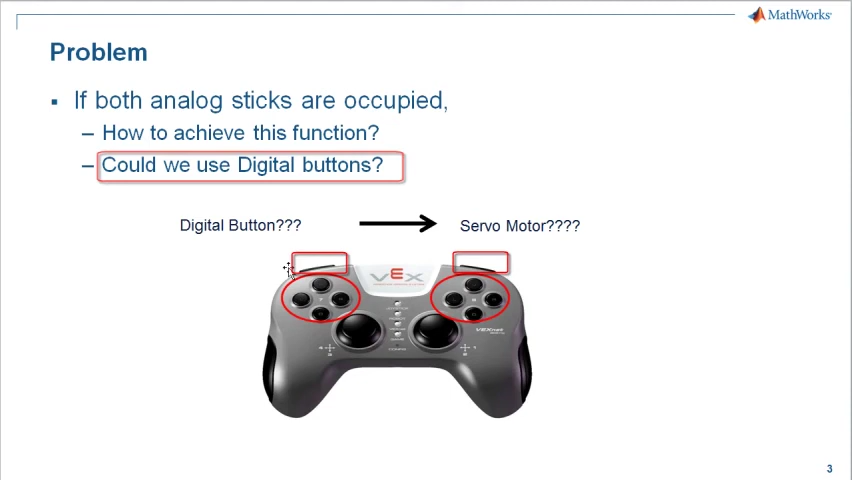 MathWorks
Problem
▪ If both analog sticks are occupied,
– How to achieve this function?
– Could we use Digital buttons?
Digital Button???
Servo Motor????
VEX
VEXnet
3